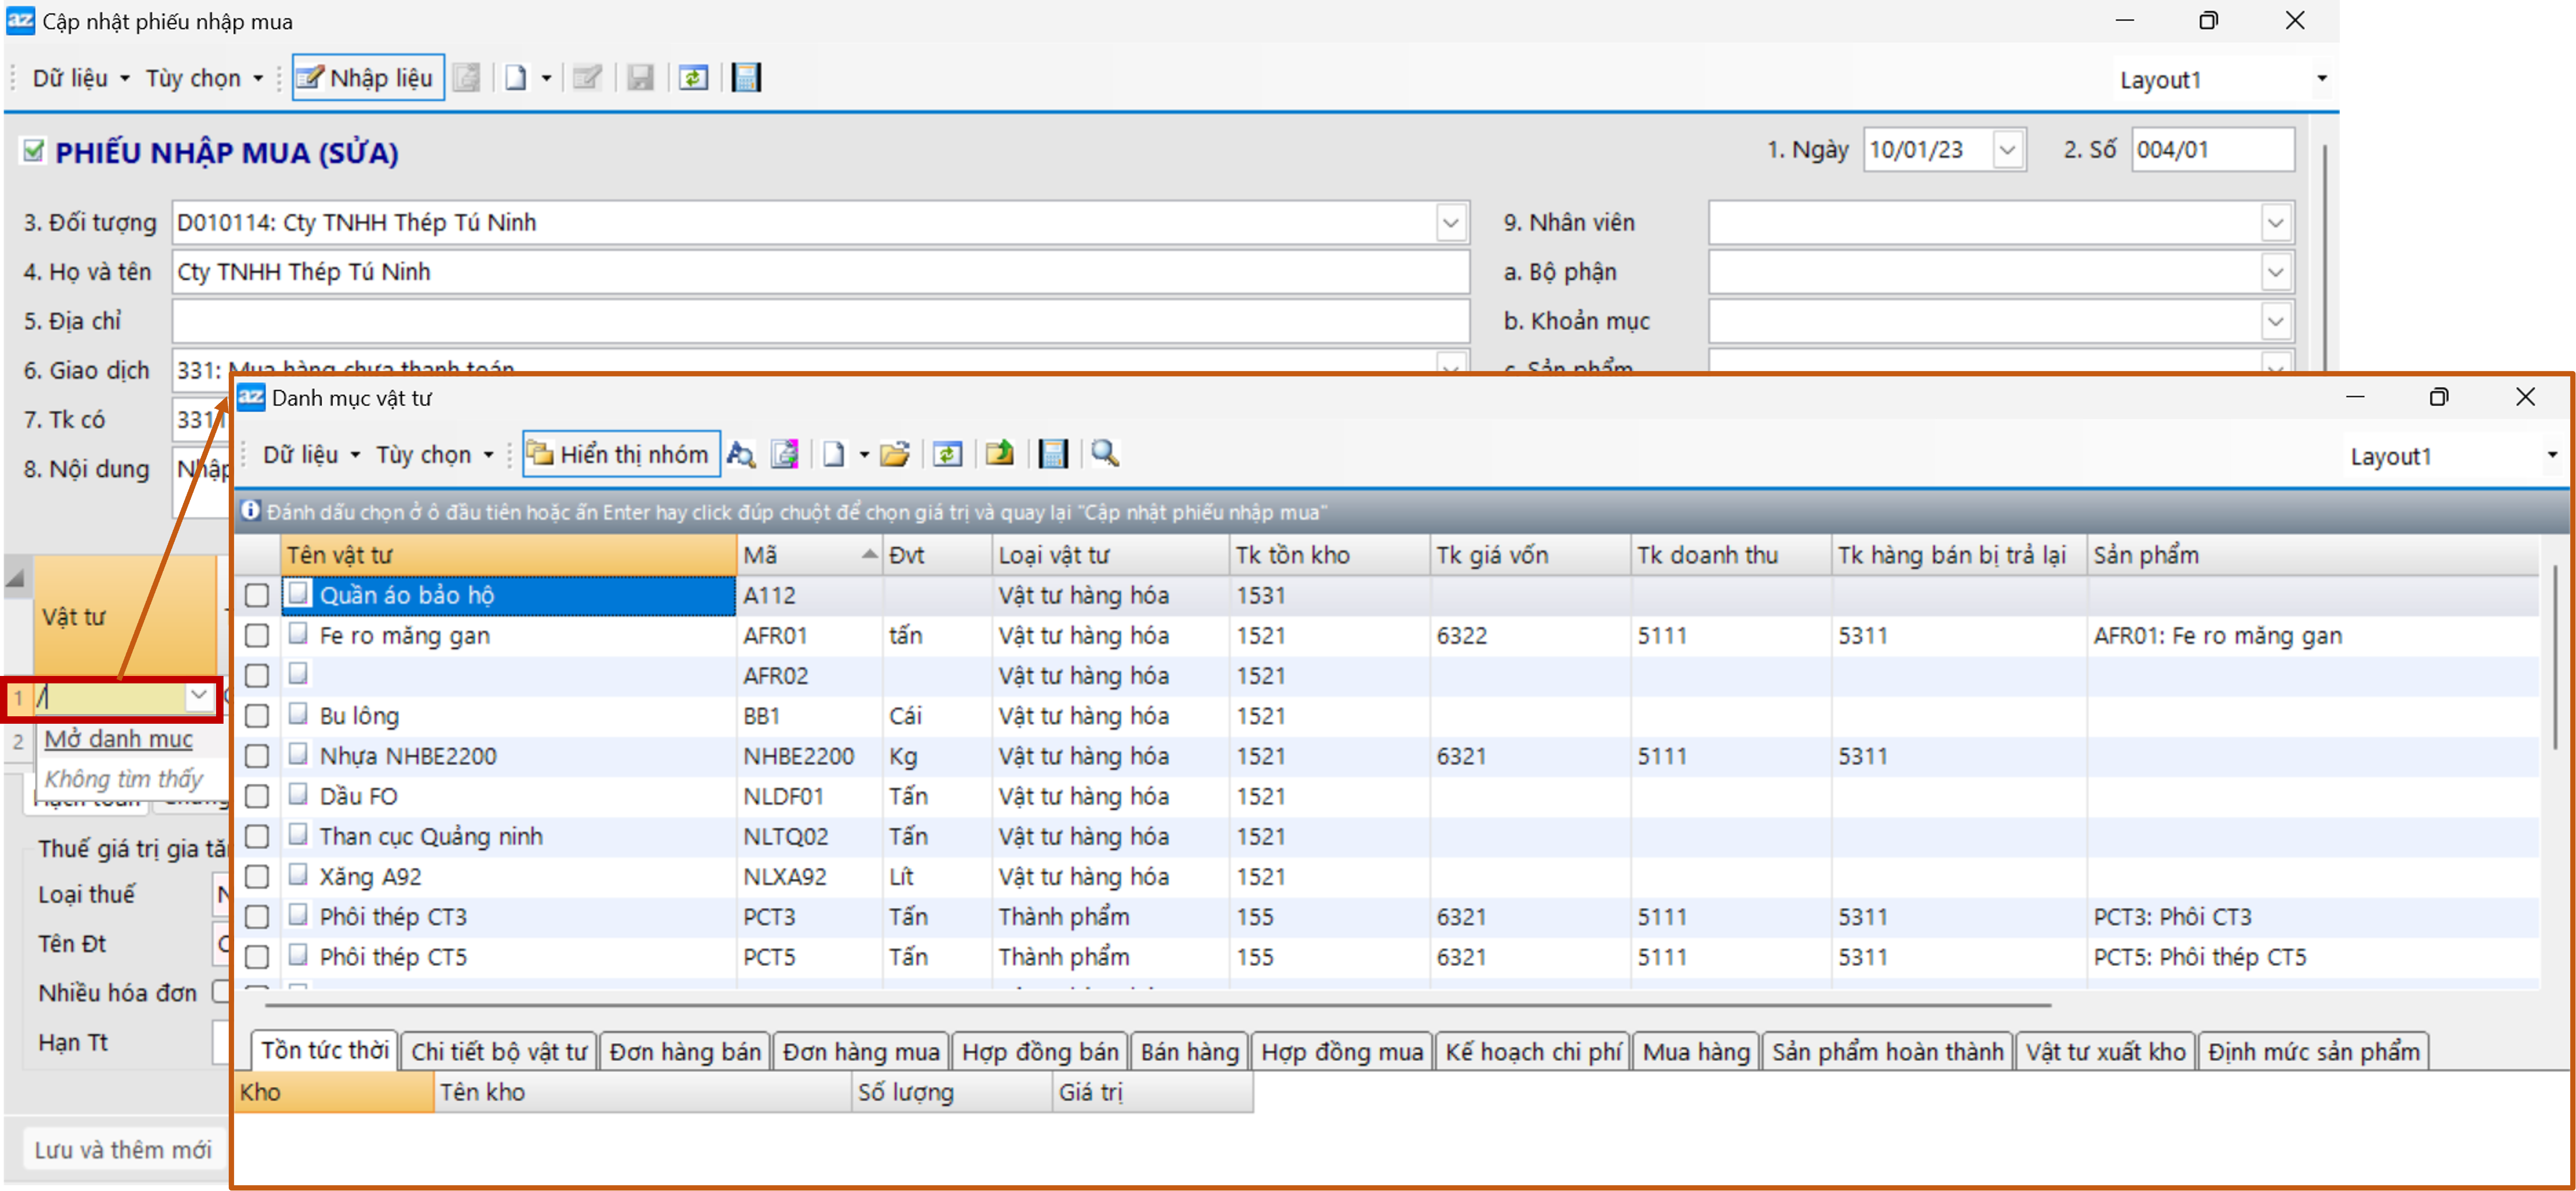 az Cập nhật phiếu nhập mua
Dữ liệu Tùy chọn Nhập liệu Layout1
PHIẾU NHẬP MUA (SỬA) 1. Ngày 10/01/23 2. Số 004/01
3. Đối tượng D010114: Cty TNHH Thép Tú Ninh 9. Nhân viên
4. Họ và tên Cty TNHH Thép Tú Ninh a. Bộ phận
5. Địa chỉ b. Khoản mục
6. Giao dịch 331: Mua hàng chưa thanh toán c. Sản phẩm
7. Tk có 331
8. Nội dung Nhập
Vật tư
1 /
2 Mở danh mục
Không tìm thấy
Thuế giá trị gia tă
Loại thuế N
Tên Đt C
Nhiều hóa đơn
Hạn Tt
Lưu và thêm mới
az Danh mục vật tư
Dữ liệu Tùy chọn Hiển thị nhóm Layout1
Đánh dấu chọn ở ô đầu tiên hoặc ấn Enter hay click đúp chuột để chọn giá trị và quay lại "Cập nhật phiếu nhập mua"
Tên vật tư Mã Đvt Loại vật tư Tk tồn kho Tk giá vốn Tk doanh thu Tk hàng bán bị trả lại Sản phẩm
Quần áo bảo hộ A112 Vật tư hàng hóa 1531
Fe ro măng gan AFR01 tấn Vật tư hàng hóa 1521 6322 5111 5311 AFR01: Fe ro măng gan
AFR02 Vật tư hàng hóa 1521
Bu lông BB1 Cái Vật tư hàng hóa 1521
Nhựa NHBE2200 NHBE2200 Kg Vật tư hàng hóa 1521 6321 5111 5311
Dầu FO NLDF01 Tấn Vật tư hàng hóa 1521
Than cục Quảng ninh NLTQ02 Tấn Vật tư hàng hóa 1521
Xăng A92 NLXA92 Lít Vật tư hàng hóa 1521
Phôi thép CT3 PCT3 Tấn Thành phẩm 155 6321 5111 5311 PCT3: Phôi CT3
Phôi thép CT5 PCT5 Tấn Thành phẩm 155 6321 5111 5311 PCT5: Phôi thép CT5
Tồn tức thời Chi tiết bộ vật tư Đơn hàng bán Đơn hàng mua Hợp đồng bán Bán hàng Hợp đồng mua Kế hoạch chi phí Mua hàng Sản phẩm hoàn thành Vật tư xuất kho Định mức sản phẩm
Kho Tên kho Số lượng Giá trị